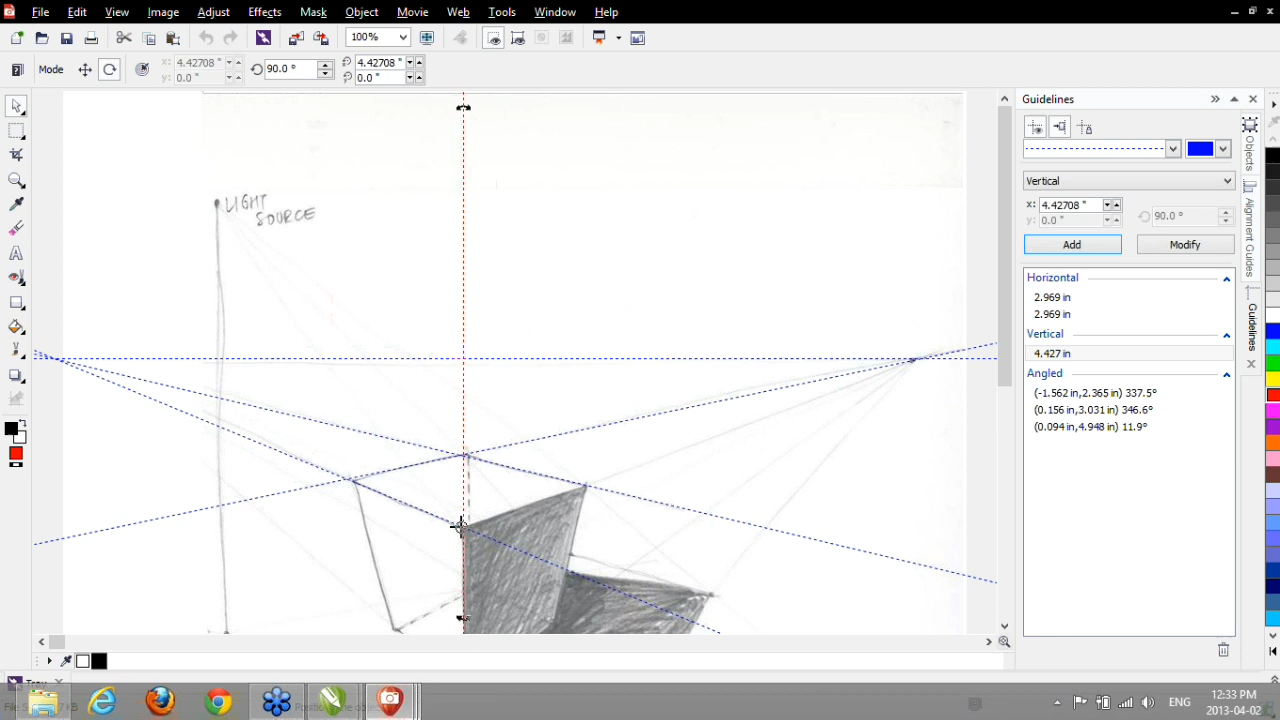 File Edit View Image Adjust Effects Mask Object Movie Web Tools Window Help
100%
Mode x: 4.42708 " y: 0.0 " 90.0 ° 4.42708 " 0.0 "
Guidelines
LIGHT
SOURCE
Vertical
x: 4.42708 "
y: 0.0 " 90.0 °
Add Modify
Horizontal
2.969 in
2.969 in
Vertical
4.427 in
Angled
(-1.562 in,2.365 in) 337.5°
(0.156 in,3.031 in) 346.6°
(0.094 in,4.948 in) 11.9°
Objects
Alignment Guides
Guidelines
Tray
ENG
12:33 PM
2013-04-02